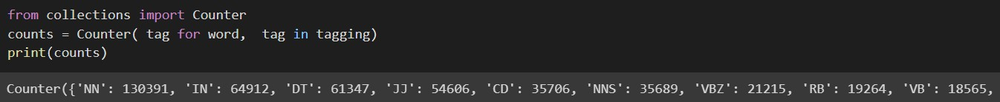 from collections import Counter
counts = Counter( tag for word,  tag in tagging)
print(counts)
Counter({'NN': 130391, 'IN': 64912, 'DT': 61347, 'JJ': 54606, 'CD': 35706, 'NNS': 35689, 'VBZ': 21215, 'RB': 19264, 'VB': 18565,